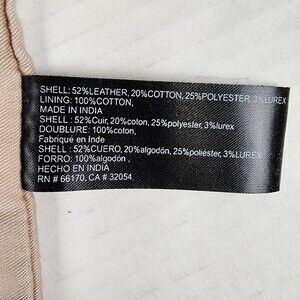 SHELL: 52%LEATHER, 20%COTTON, 25%POLYESTER, 3%LUREX
LINING: 100%COTTON,
MADE IN INDIA
SHELL : 52%Cuir, 20%coton, 25%polyester, 3%lurex
DOUBLURE: 100%coton,
Fabriqué en Inde
SHELL : 52%CUERO, 20%algodón, 25%poliéster, 3%LUREX
FORRO: 100%algodón ,
HECHO EN INDIA
RN # 66170, CA # 32054